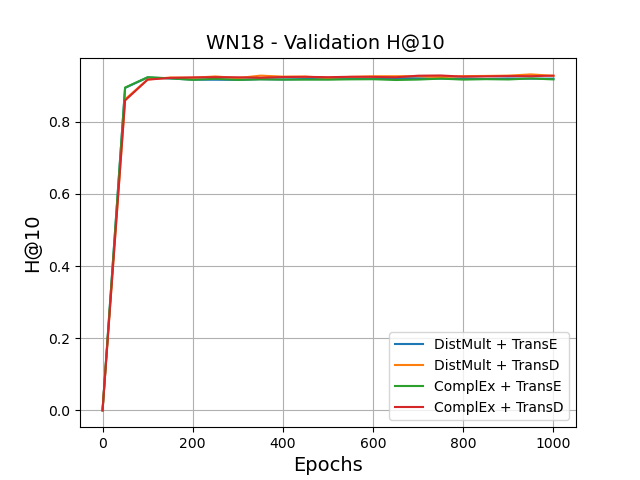 WN18 - Validation H@10
H@10
0.8
0.6
0.4
0.2
0.0
DistMult + TransE
DistMult + TransD
ComplEx + TransE
ComplEx + TransD
0 200 400 600 800 1000
Epochs